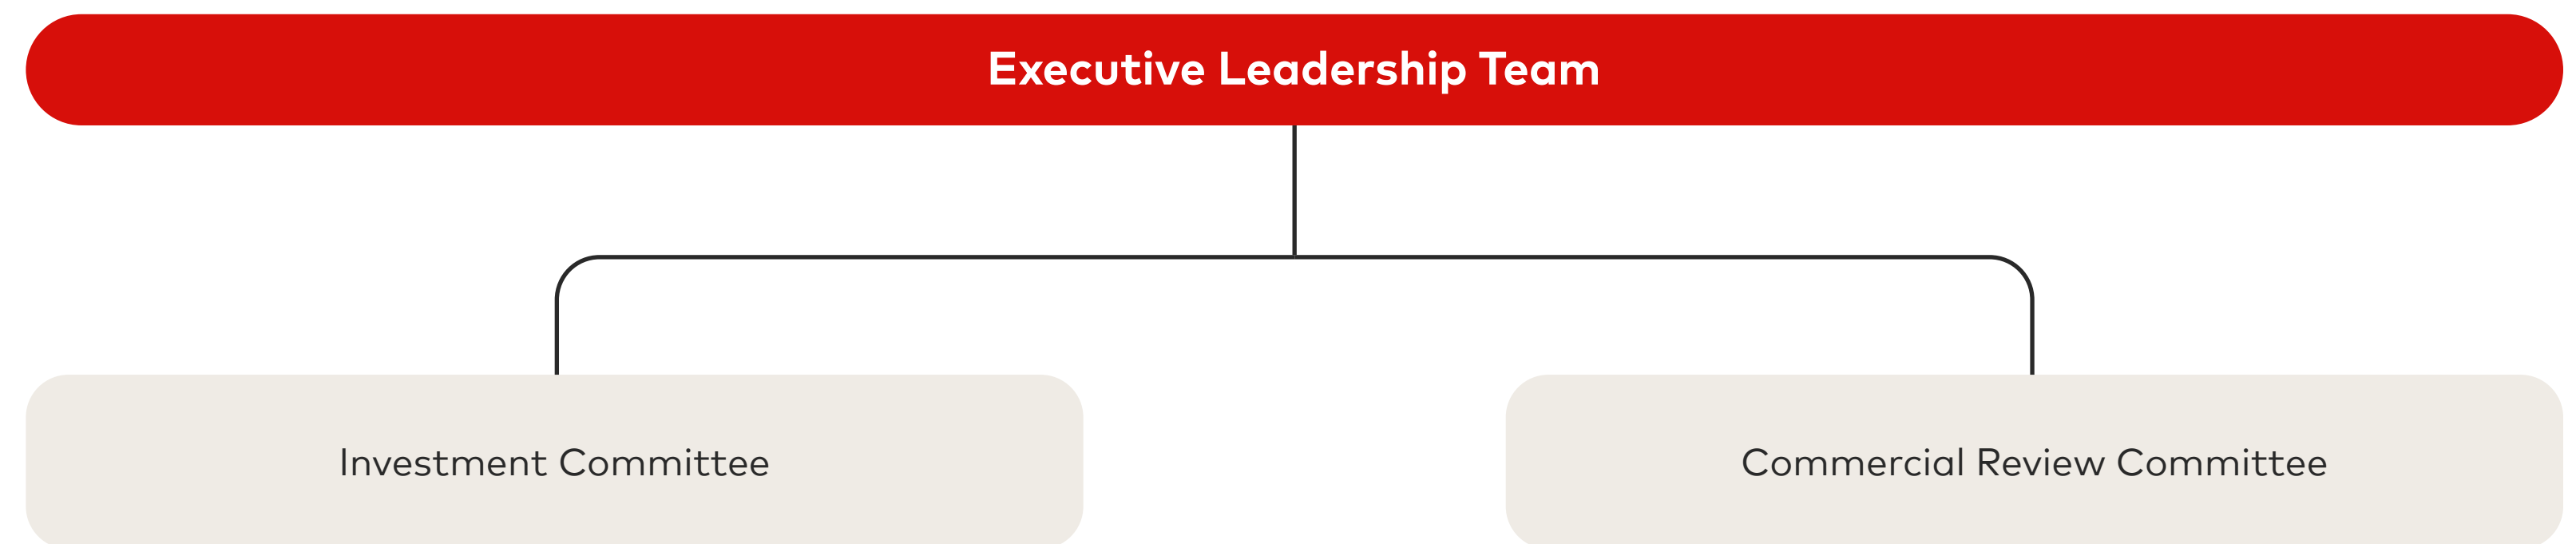 Executive Leadership Team
Investment Committee
Commercial Review Committee